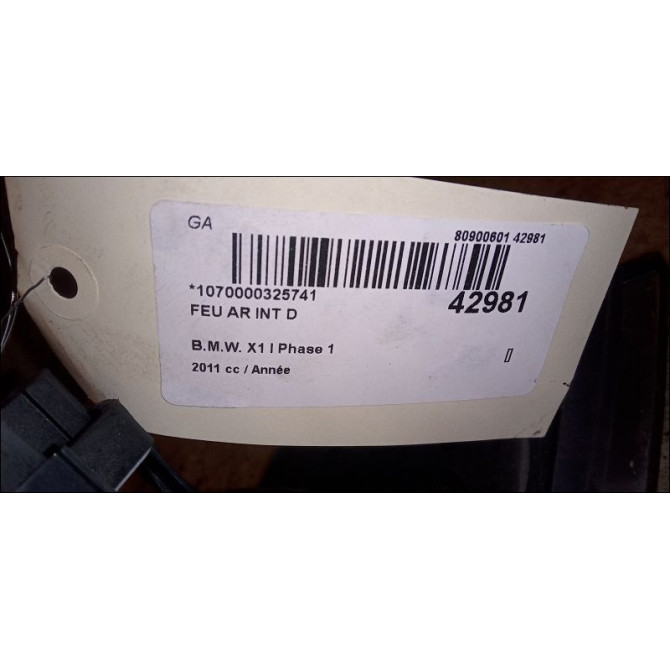 GA
80900601 42981
*1070000325741
42981
FEU AR INT D
B.M.W. X1 I Phase 1
2011 cc / Année